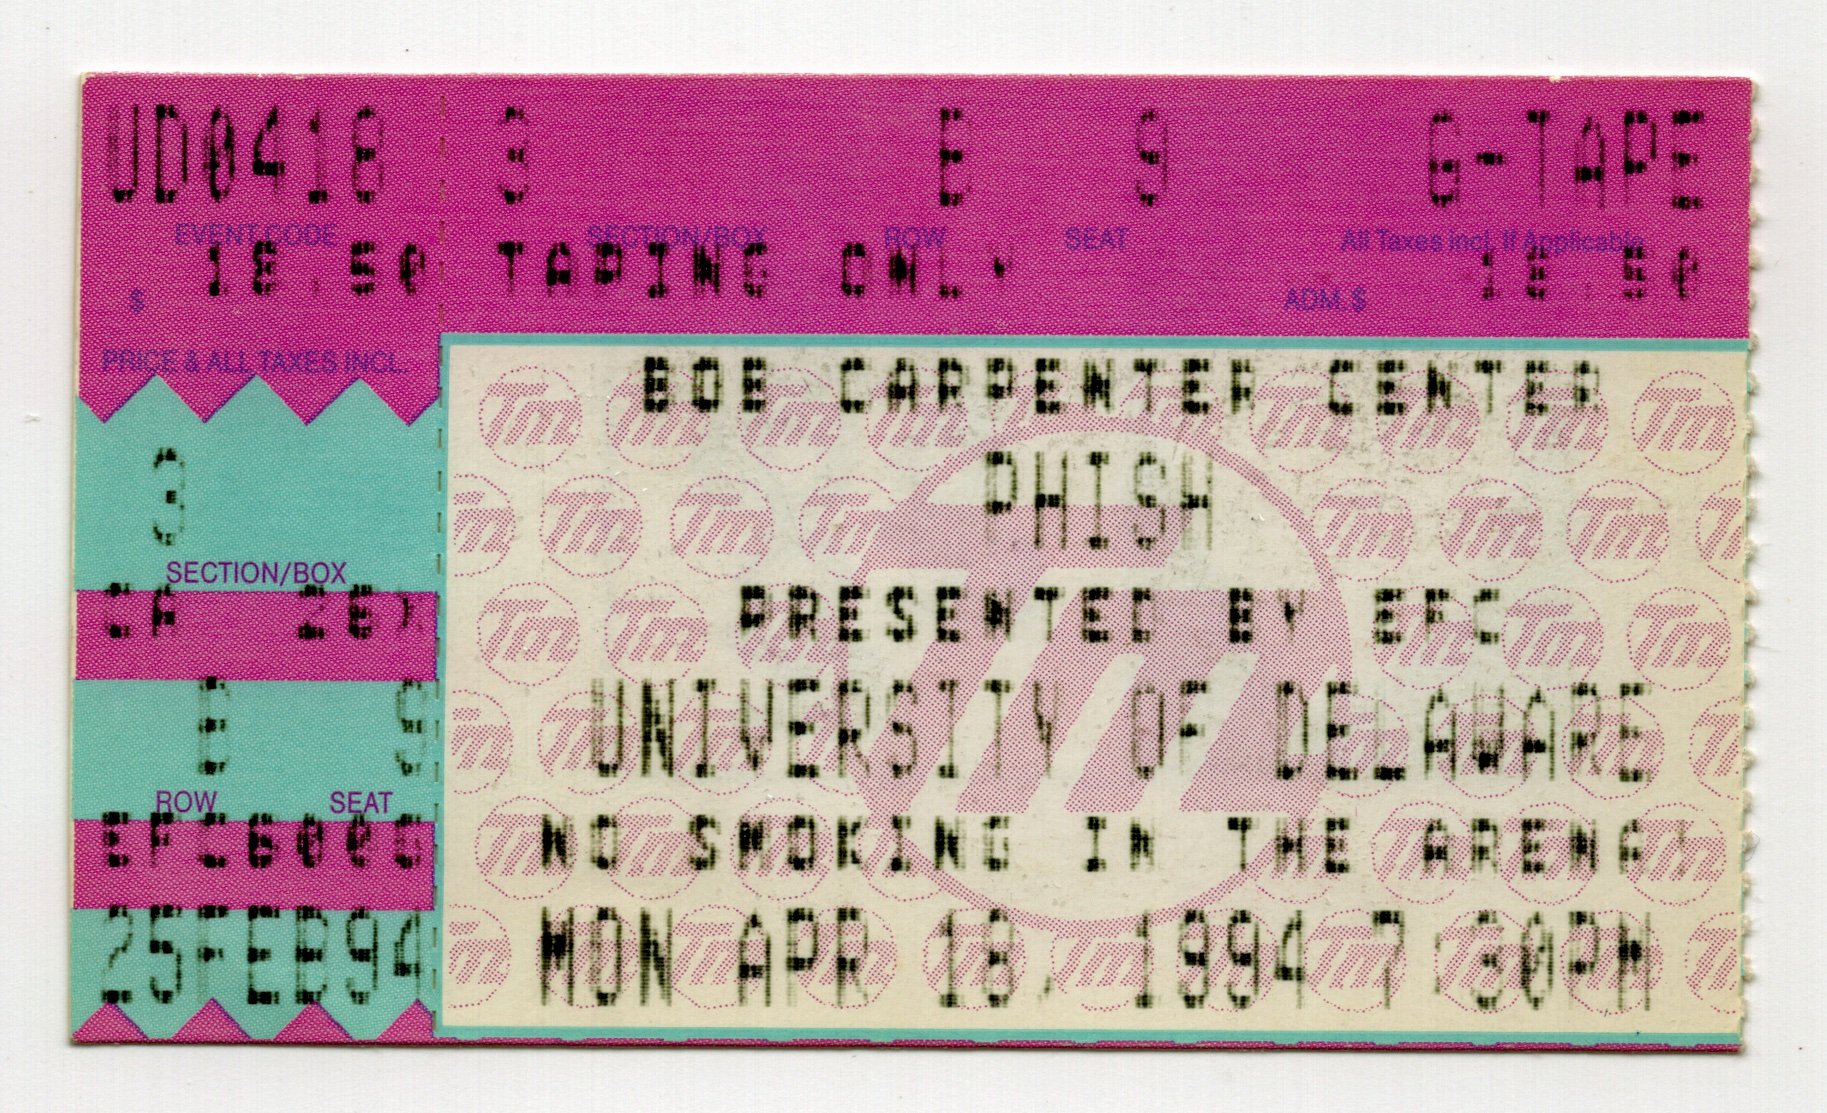 UD0418 3 E 9 G-TAPE
EVENT CODE SECTION/BOX ROW SEAT All Taxes incl. If Applicable
$ 18.50 TAPING ONLY ADM. $ 18.50
PRICE & ALL TAXES INCL.
BOB CARPENTER CENTER
3
PHISH
SECTION/BOX
CA 26X
PRESENTED BY EFC
E 9
UNIVERSITY OF DELAWARE
ROW SEAT
NO SMOKING IN THE ARENA
25FEB94
MON APR 18, 1994 7:30PM